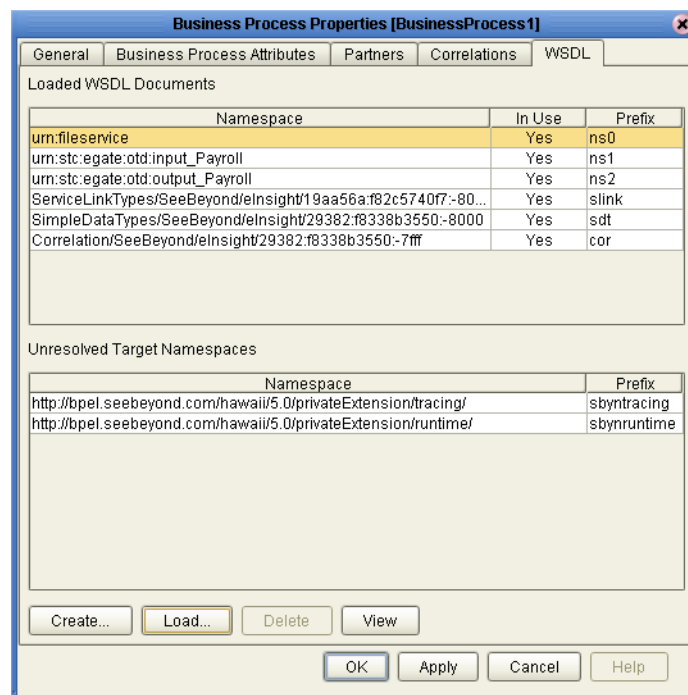 Business Process Properties [BusinessProcess1]
General Business Process Attributes Partners Correlations WSDL
Loaded WSDL Documents
Namespace In Use Prefix
urn:fileservice Yes ns0
urn:stc:egate:otd:input_Payroll Yes ns1
urn:stc:egate:otd:output_Payroll Yes ns2
ServiceLinkTypes/SeeBeyond/eInsight/19aa56a:f82c5740f7:-80... Yes slink
SimpleDataTypes/SeeBeyond/eInsight/29382:f8338b3550:-8000 Yes sdt
Correlation/SeeBeyond/eInsight/29382:f8338b3550:-7fff Yes cor
Unresolved Target Namespaces
Namespace Prefix
http://bpel.seebeyond.com/hawaii/5.0/privateExtension/tracing/ sbyntracing
http://bpel.seebeyond.com/hawaii/5.0/privateExtension/runtime/ sbynruntime
Create... Load... Delete View
OK Apply Cancel Help